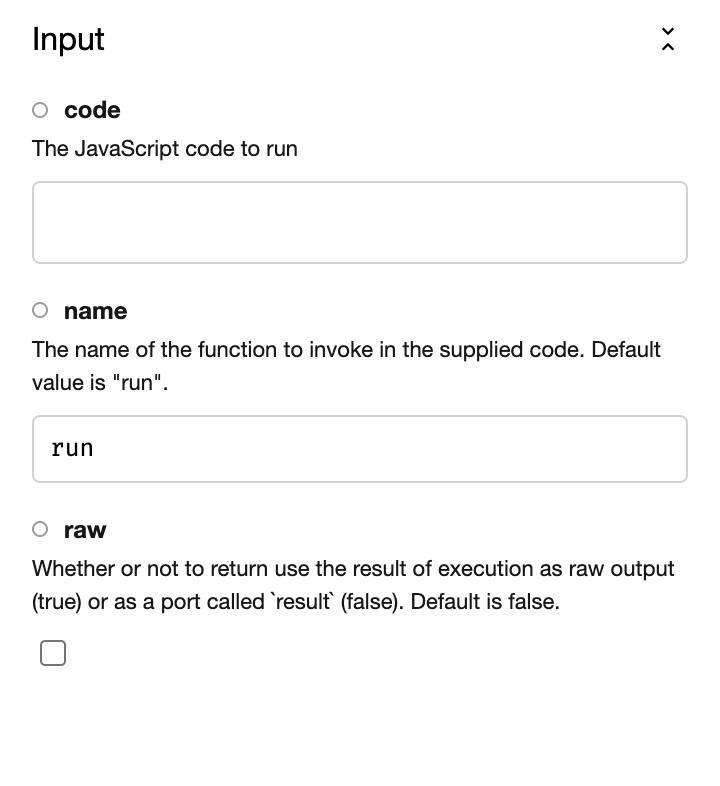 Input
code
The JavaScript code to run
name
The name of the function to invoke in the supplied code. Default
value is "run".
run
raw
Whether or not to return use the result of execution as raw output
(true) or as a port called `result` (false). Default is false.